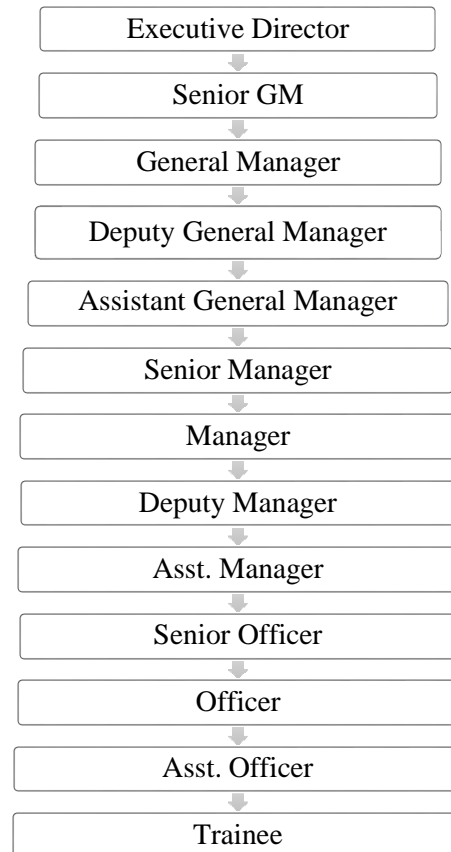 Executive Director
Senior GM
General Manager
Deputy General Manager
Assistant General Manager
Senior Manager
Manager
Deputy Manager
Asst. Manager
Senior Officer
Officer
Asst. Officer
Trainee